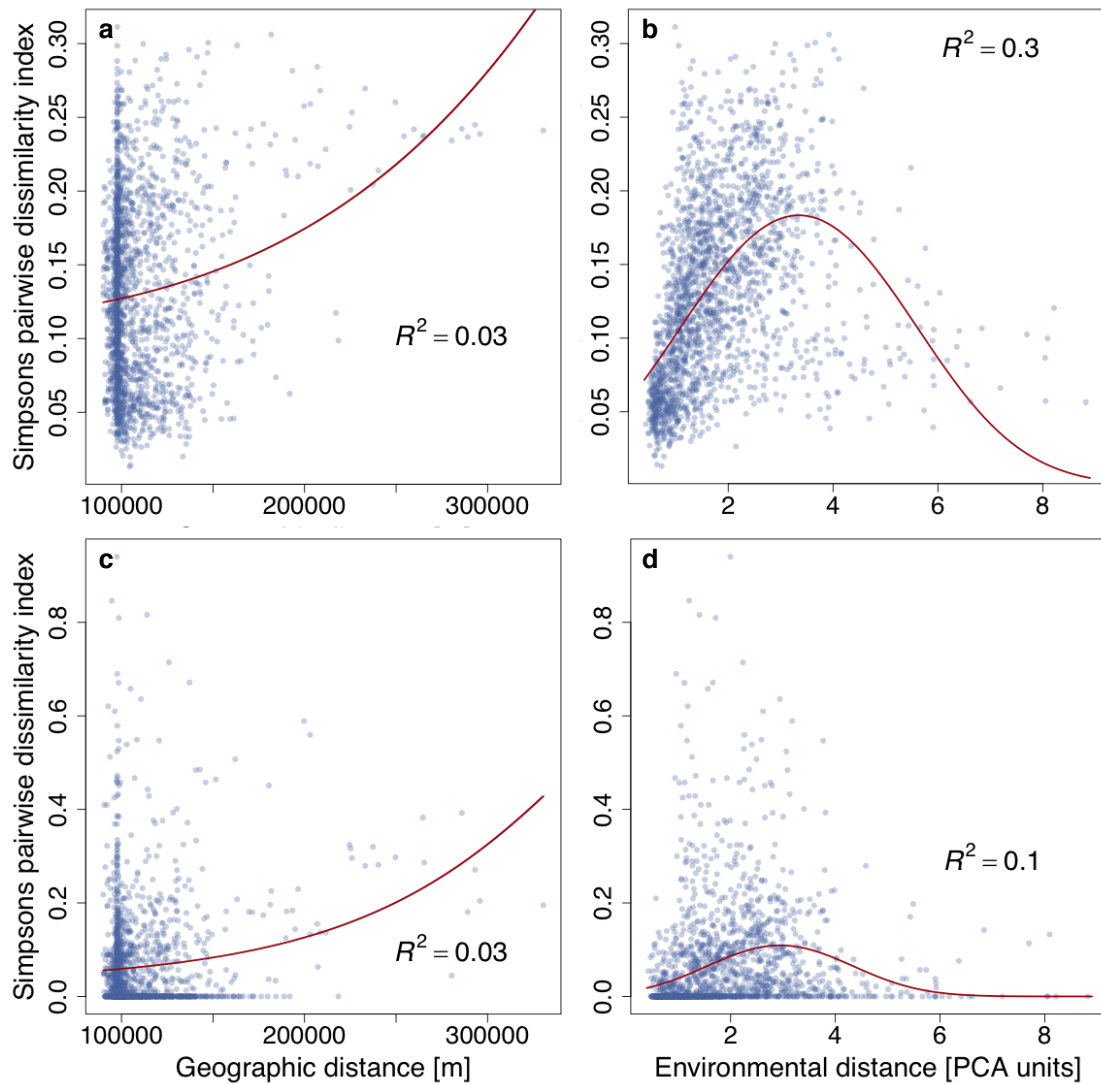 a
b
Simpsons pairwise dissimilarity index
0.05 0.10 0.15 0.20 0.25 0.30
R² = 0.03
100000 200000 300000
0.05 0.10 0.15 0.20 0.25 0.30
R² = 0.3
2 4 6 8
c
d
Simpsons pairwise dissimilarity index
0.0 0.2 0.4 0.6 0.8
R² = 0.03
100000 200000 300000
Geographic distance [m]
0.0 0.2 0.4 0.6 0.8
R² = 0.1
2 4 6 8
Environmental distance [PCA units]